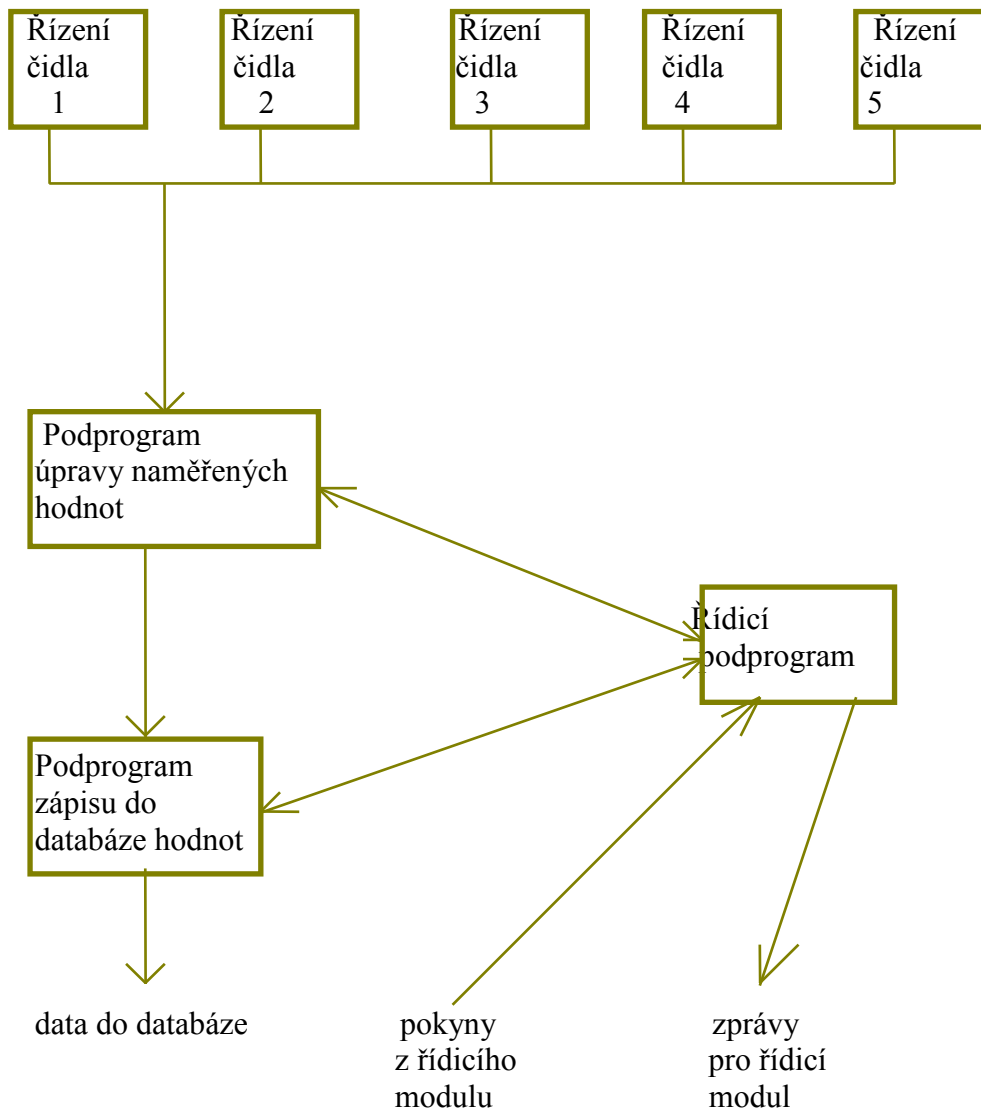 Řízení
čidla
1
Řízení
čidla
2
Řízení
čidla
3
Řízení
čidla
4
Řízení
čidla
5
Podprogram
úpravy naměřených
hodnot
Řídicí
podprogram
Podprogram
zápisu do
databáze hodnot
data do databáze
pokyny
z řídicího
modulu
zprávy
pro řídicí
modul